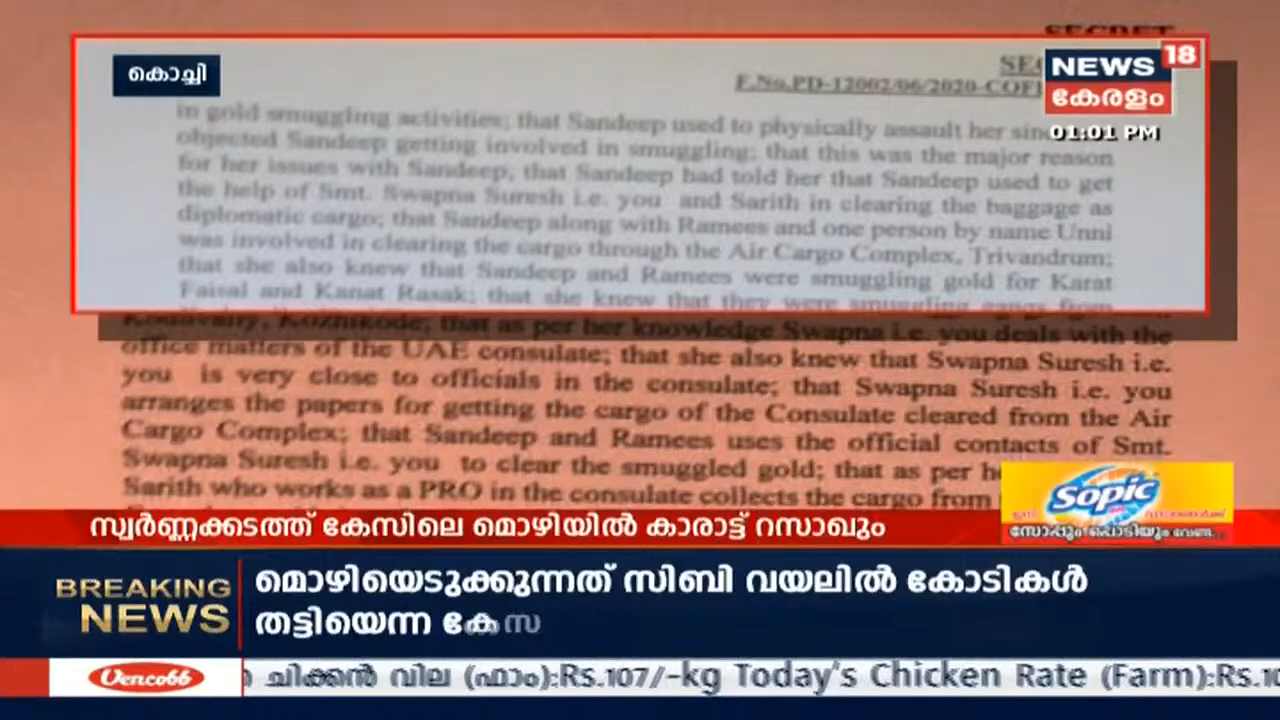 SECRET
കൊച്ചി
NEWS 18
കേരളം
01:01 PM
F.No.PD-12002/06/2020-COF
in gold smuggling activities; that Sandeep used to physically assault her
objected Sandeep getting involved in smuggling; that this was the major reason
for her issues with Sandeep, that Sandeep had told her that Sandeep used to get
the help of Smt. Swapna Suresh i.e. you and Sarith in clearing the baggage as
diplomatic cargo; that Sandeep along with Ramees and one person by name Unni
was involved in clearing the cargo through the Air Cargo Complex, Trivandrum;
that she also knew that Sandeep and Ramees were smuggling gold for Karat
Faisal and Kanat Rasak; that she knew that they were smuggling
Kozhikode; that as per her knowledge Swapna i.e. you deals with the
office matters of the UAE consulate; that she also knew that Swapna Suresh i.e.
you is very close to officials in the consulate; that Swapna Suresh i.e. you
arranges the papers for getting the cargo of the Consulate cleared from the Air
Cargo Complex; that Sandeep and Ramees uses the official contacts of Smt.
Swapna Suresh i.e. you to clear the smuggled gold; that as per
Sarith who works as a PRO in the consulate collects the cargo from
Sopic
സോപ്പും പൊടിയും വേണ്ട...
സ്വർണ്ണക്കടത്ത് കേസിലെ മൊഴിയിൽ കാരാട്ട് റസാഖും
BREAKING NEWS
മൊഴിയെടുക്കുന്നത് സിബി വയലിൽ കോടികൾ
തട്ടിയെന്ന കേസ
Venco66
ചിക്കൻ വില (ഫാം):Rs.107/-kg Today's Chicken Rate (Farm):Rs.10